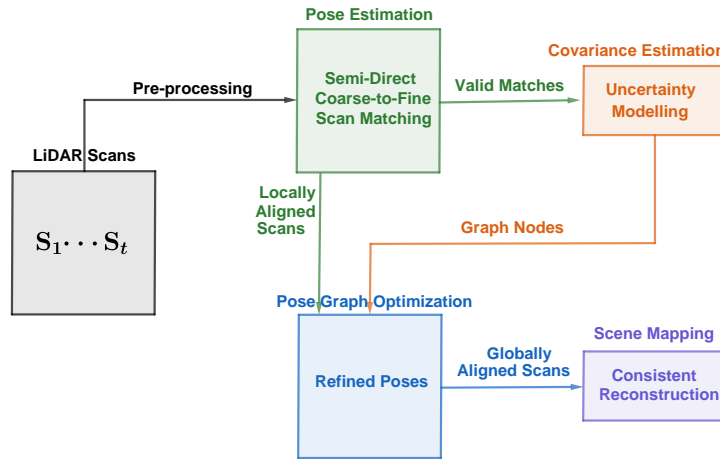 Pose Estimation
Covariance Estimation
Semi-Direct
Coarse-to-Fine
Scan Matching
Valid Matches
Uncertainty
Modelling
Pre-processing
LiDAR Scans
S₁⋯S_t
Locally
Aligned
Scans
Graph Nodes
Pose Graph Optimization
Scene Mapping
Refined Poses
Globally
Aligned Scans
Consistent
Reconstruction